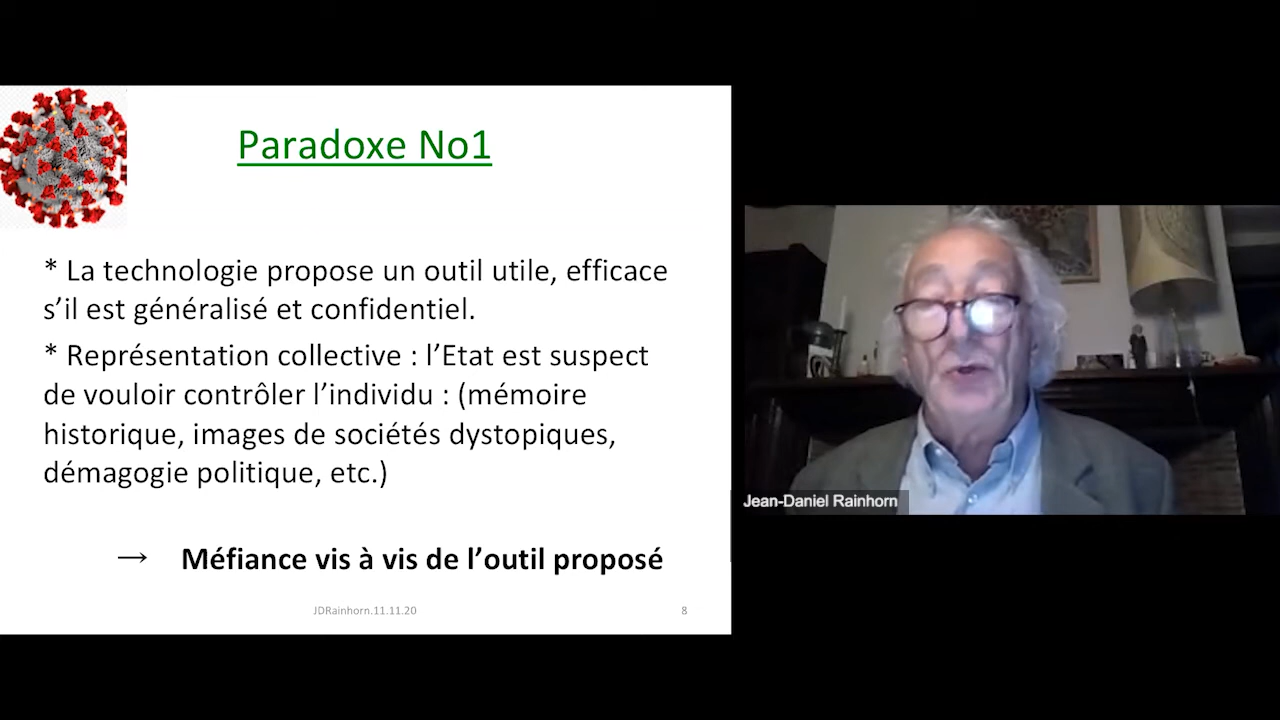 Paradoxe No1
* La technologie propose un outil utile, efficace
s’il est généralisé et confidentiel.
* Représentation collective : l’Etat est suspect
de vouloir contrôler l’individu : (mémoire
historique, images de sociétés dystopiques,
démagogie politique, etc.)
→ Méfiance vis à vis de l’outil proposé
JDRainhorn.11.11.20
8
Jean-Daniel Rainhorn